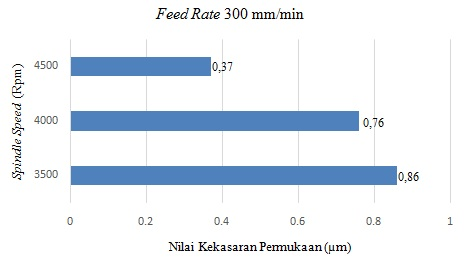 Feed Rate 300 mm/min
Spindle Speed (Rpm)
4500
0,37
4000
0,76
3500
0,86
0 0.2 0.4 0.6 0.8 1
Nilai Kekasaran Permukaan (µm)